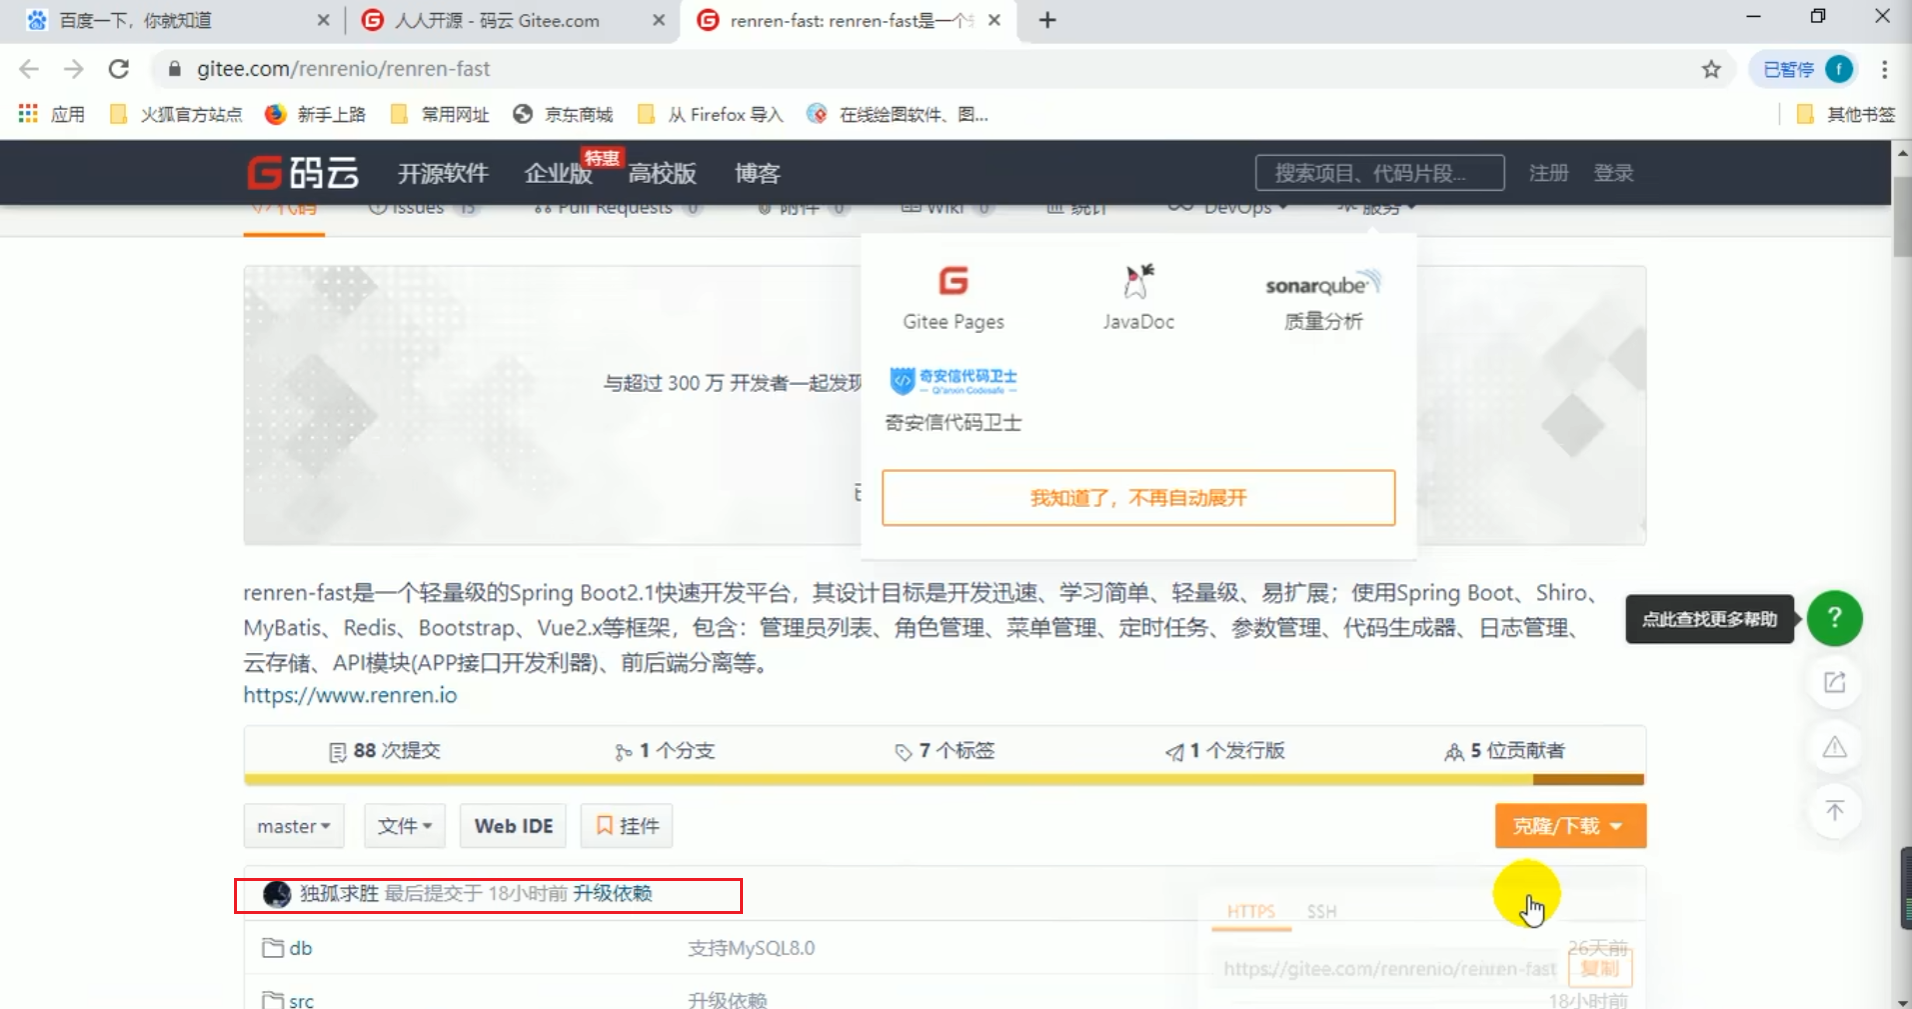 百度一下，你就知道
人人开源 - 码云 Gitee.com
renren-fast: renren-fast是一个
gitee.com/renrenio/renren-fast
已暂停
f
应用
火狐官方站点
新手上路
常用网址
京东商城
从 Firefox 导入
在线绘图软件、图...
其他书签
G码云
开源软件
企业版
特惠
高校版
博客
搜索项目、代码片段...
注册
登录
代码
Issues 15
Pull Requests 0
附件 0
Wiki 0
统计
DevOps
服务
Gitee Pages
JavaDoc
sonarqube
质量分析
奇安信代码卫士
Qi'anxin Codesafe
奇安信代码卫士
与超过 300 万 开发者一起发现
我知道了，不再自动展开
renren-fast是一个轻量级的Spring Boot2.1快速开发平台，其设计目标是开发迅速、学习简单、轻量级、易扩展；使用Spring Boot、Shiro、
MyBatis、Redis、Bootstrap、Vue2.x等框架，包含：管理员列表、角色管理、菜单管理、定时任务、参数管理、代码生成器、日志管理、
云存储、API模块(APP接口开发利器)、前后端分离等。
https://www.renren.io
点此查找更多帮助
?
88 次提交
1 个分支
7 个标签
1 个发行版
5 位贡献者
master
文件
Web IDE
挂件
克隆/下载
独孤求胜 最后提交于 18小时前 升级依赖
HTTPS
SSH
db
支持MySQL8.0
26天前
https://gitee.com/renrenio/renren-fast
复制
src
升级依赖
18小时前